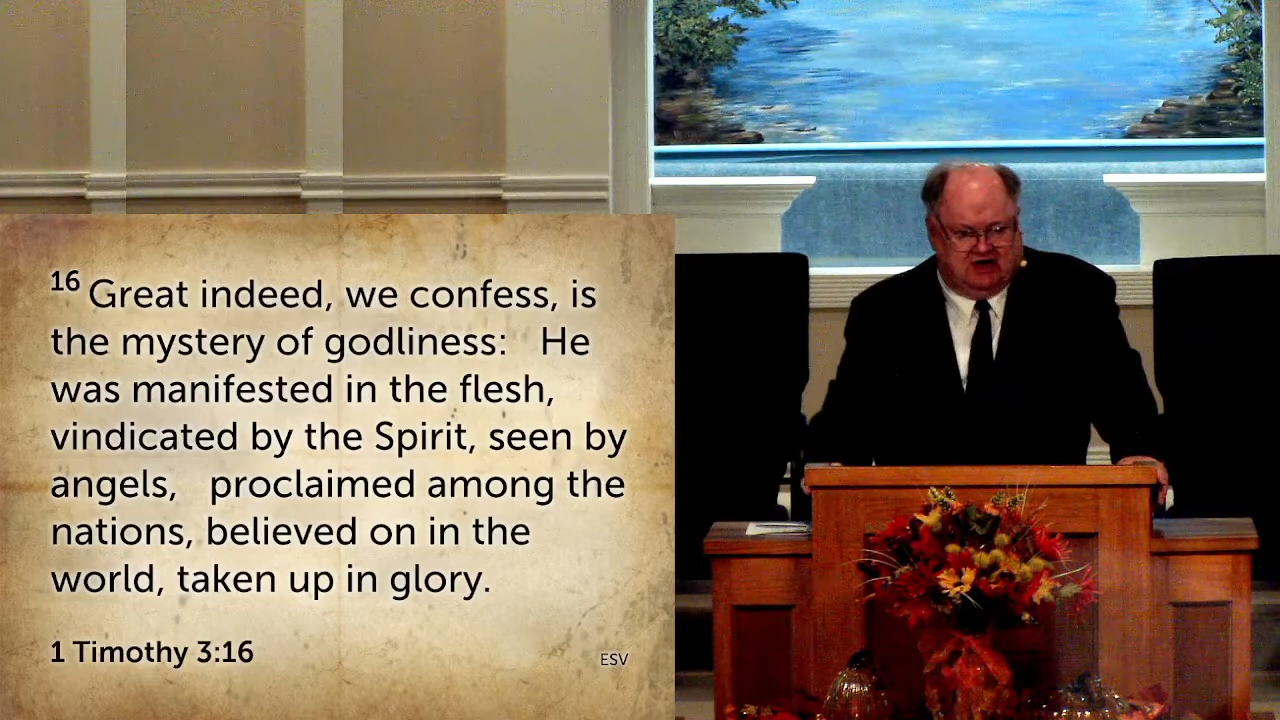 16 Great indeed, we confess, is
the mystery of godliness:   He
was manifested in the flesh,
vindicated by the Spirit, seen by
angels,   proclaimed among the
nations, believed on in the
world, taken up in glory.
1 Timothy 3:16
ESV